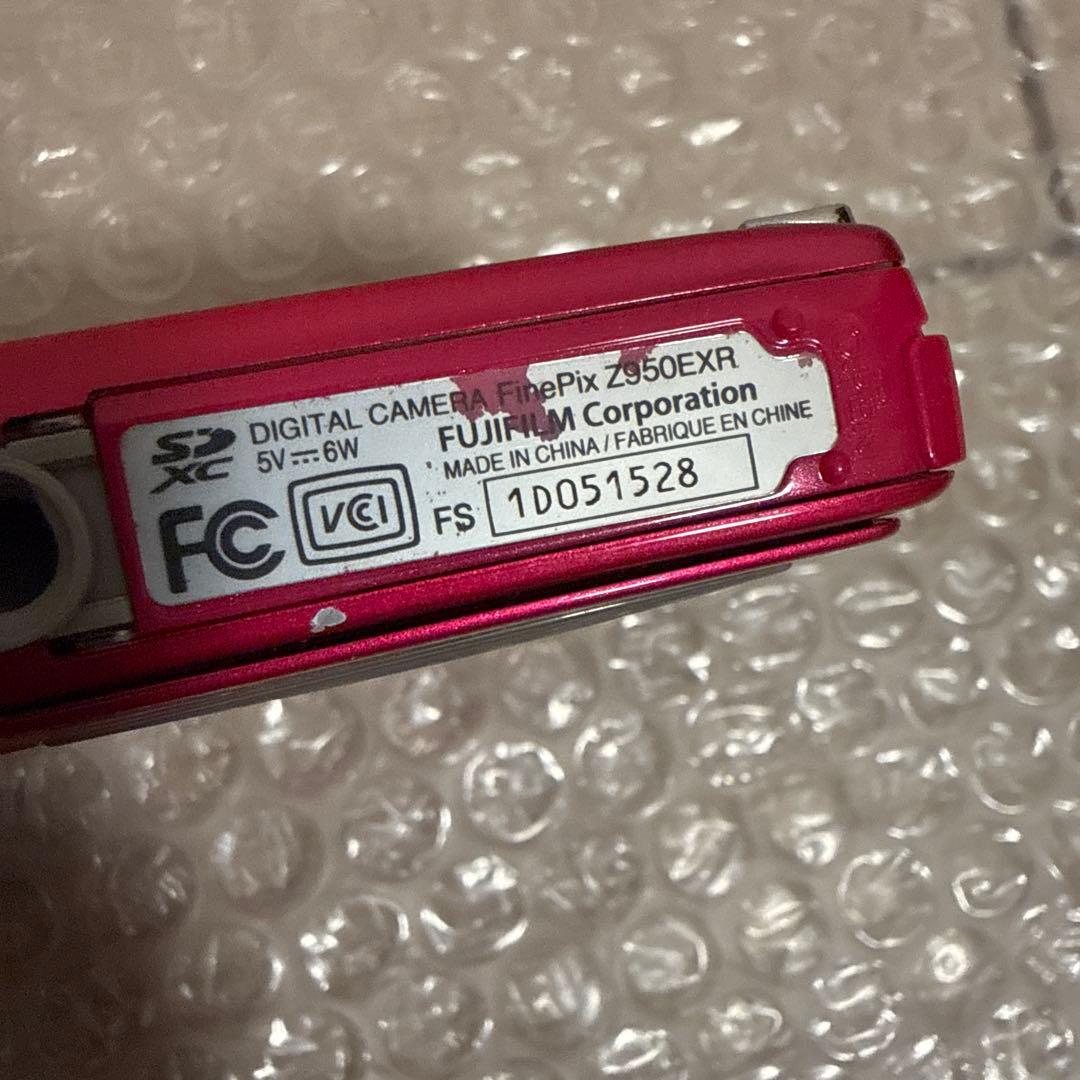 SD XC
DIGITAL CAMERA FinePix Z950EXR
5V⎓6W
FUJIFILM Corporation
MADE IN CHINA / FABRIQUE EN CHINE
FC
VCCI
FS 1D051528